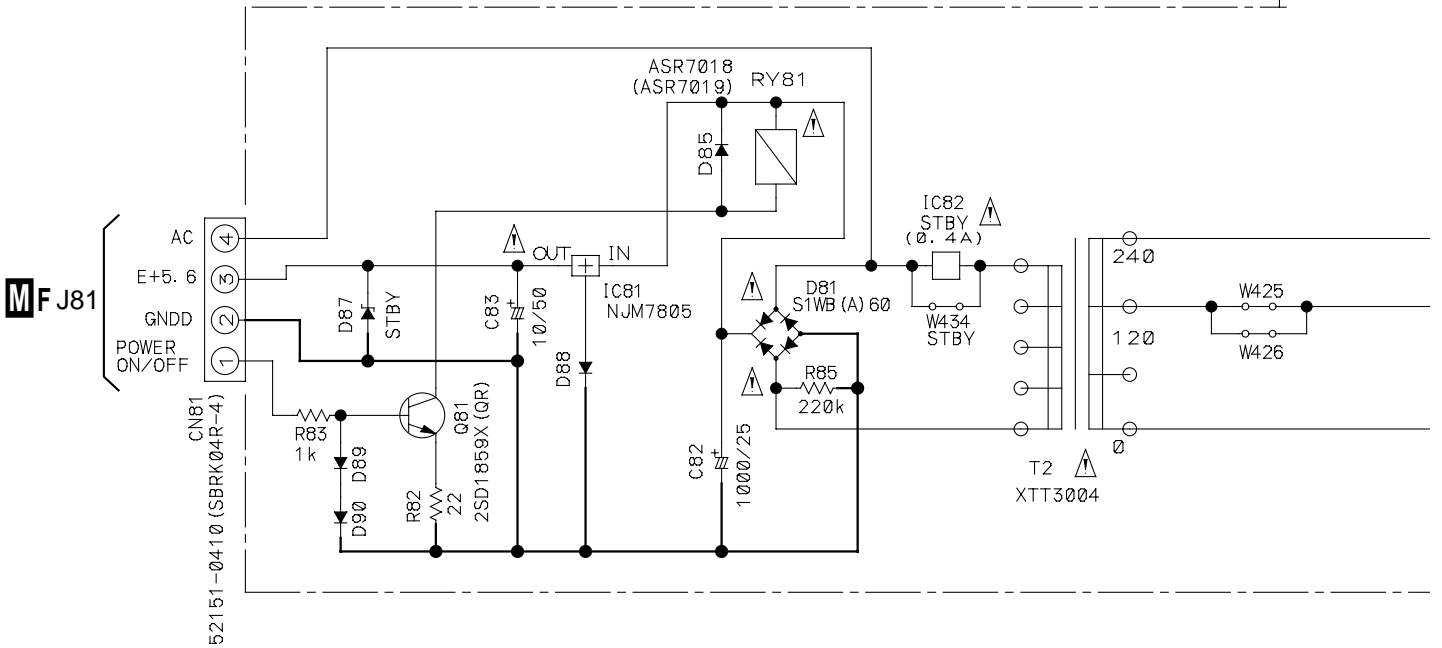 ASR7018
(ASR7019)
RY81
D85
AC
4
E+5.6
3
GNDD
2
POWER
ON/OFF
1
M F J81
CN81
52151-0410 (SBRK04R-4)
D87
STBY
C83
+
10/50
OUT
IN
IC81
NJM7805
D88
R83
1k
D89
D90
R82
22
Q81
2SD1859X (QR)
C82
+
1000/25
D81
S1WB (A) 60
R85
220k
IC82
STBY
(0.4A)
W434
STBY
T2
XTT3004
240
120
0
W425
W426